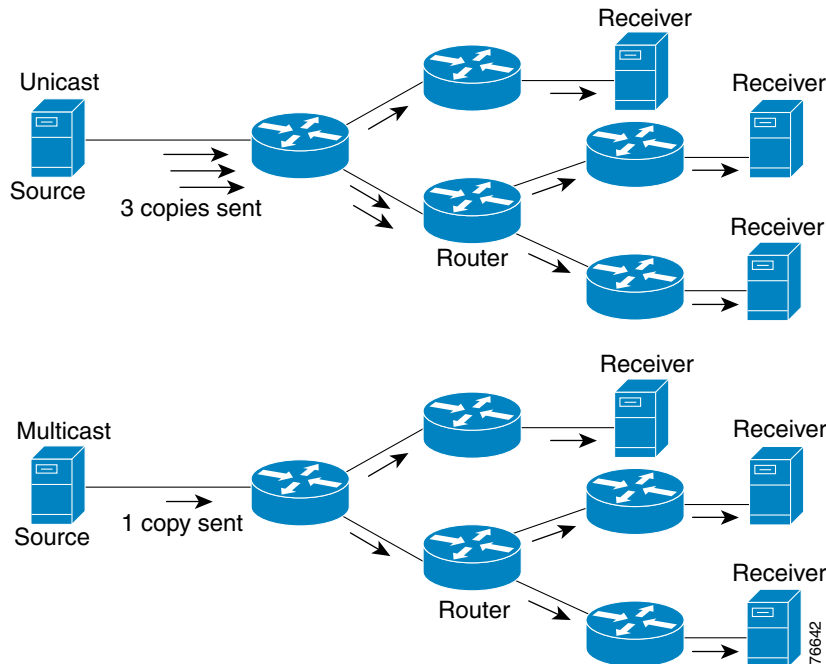 Receiver
Unicast
Receiver
Source
3 copies sent
Receiver
Router
Receiver
Multicast
Receiver
Source
1 copy sent
Receiver
Router
76642